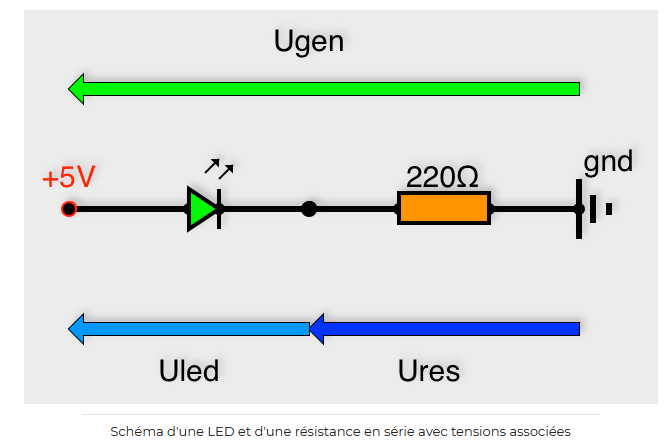 Ugen
+5V
220Ω
gnd
Uled
Ures
Schéma d'une LED et d'une résistance en série avec tensions associées